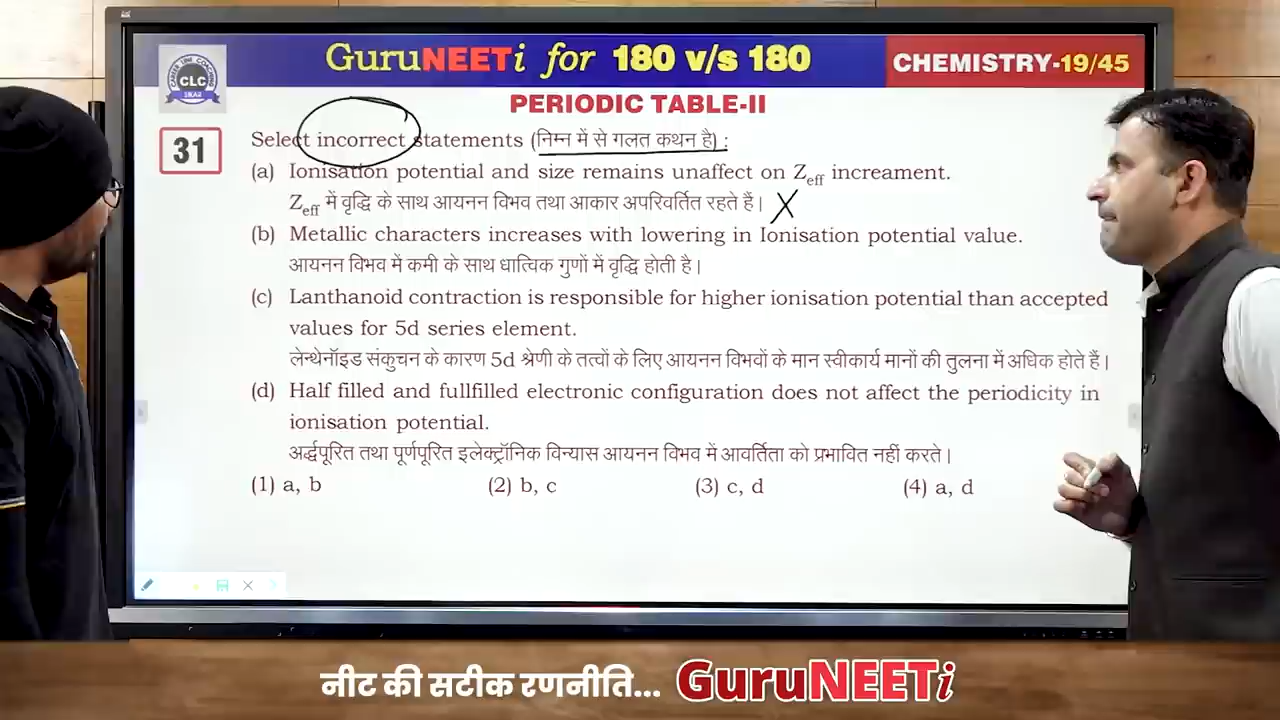 CLC
GuruNEETi for 180 v/s 180
CHEMISTRY-19/45
PERIODIC TABLE-II
31
Select incorrect statements (निम्न में से गलत कथन है) :
(a) Ionisation potential and size remains unaffect on Zeff increament.
Zeff में वृद्धि के साथ आयनन विभव तथा आकार अपरिवर्तित रहते हैं। X
(b) Metallic characters increases with lowering in Ionisation potential value.
आयनन विभव में कमी के साथ धात्विक गुणों में वृद्धि होती है।
(c) Lanthanoid contraction is responsible for higher ionisation potential than accepted
values for 5d series element.
लेन्थेनॉइड संकुचन के कारण 5d श्रेणी के तत्वों के लिए आयनन विभवों के मान स्वीकार्य मानों की तुलना में अधिक होते हैं।
(d) Half filled and fullfilled electronic configuration does not affect the periodicity in
ionisation potential.
अर्द्धपूरित तथा पूर्णपूरित इलेक्ट्रॉनिक विन्यास आयनन विभव में आवर्तिता को प्रभावित नहीं करते।
(1) a, b (2) b, c (3) c, d (4) a, d
नीट की सटीक रणनीति... GuruNEETi